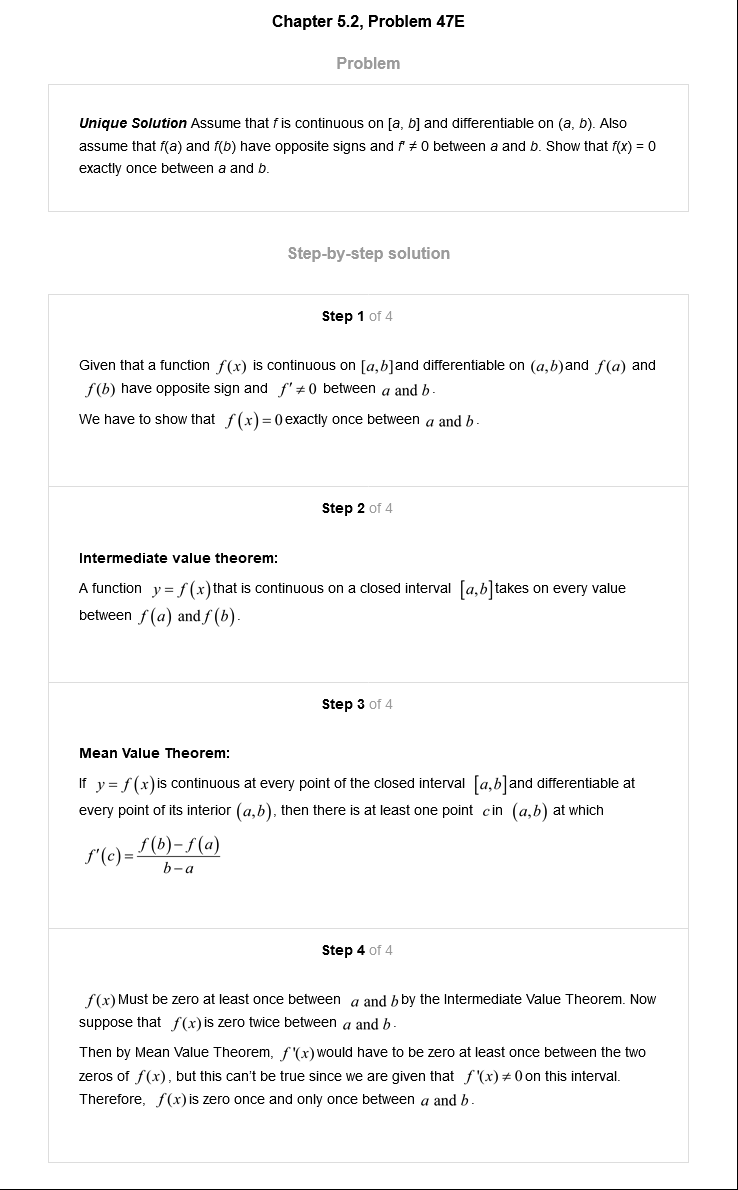 Chapter 5.2, Problem 47E
Problem
Unique Solution Assume that f is continuous on [a, b] and differentiable on (a, b). Also
assume that f(a) and f(b) have opposite signs and f' ≠ 0 between a and b. Show that f(x) = 0
exactly once between a and b.
Step-by-step solution
Step 1 of 4
Given that a function f(x) is continuous on [a,b]and differentiable on (a,b)and f(a) and
f(b) have opposite sign and f' ≠ 0 between a and b.
We have to show that f(x)=0 exactly once between a and b.
Step 2 of 4
Intermediate value theorem:
A function y = f(x)that is continuous on a closed interval [a,b]takes on every value
between f(a) and f(b).
Step 3 of 4
Mean Value Theorem:
If y = f(x)is continuous at every point of the closed interval [a,b]and differentiable at
every point of its interior (a,b), then there is at least one point c in (a,b) at which
f'(c) = (f(b) − f(a))/(b − a)
Step 4 of 4
f(x) Must be zero at least once between a and b by the Intermediate Value Theorem. Now
suppose that f(x) is zero twice between a and b.
Then by Mean Value Theorem, f'(x) would have to be zero at least once between the two
zeros of f(x), but this can't be true since we are given that f'(x) ≠ 0 on this interval.
Therefore, f(x) is zero once and only once between a and b.